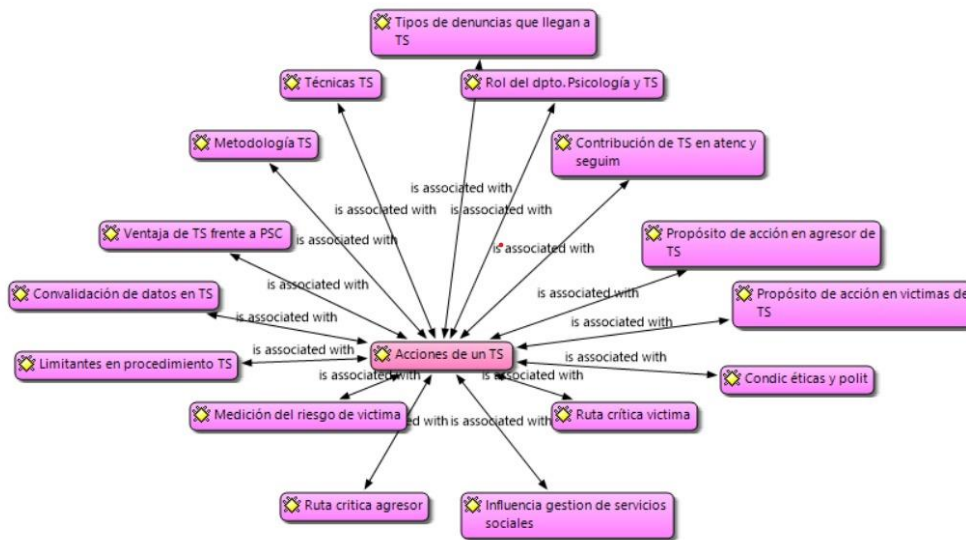 Tipos de denuncias que llegan a
TS
Técnicas TS
Rol del dpto. Psicología y TS
Metodología TS
Contribución de TS en atenc y
seguim
is associated with
is associated with
is associated with
Ventaja de TS frente a PSC
is associated with
is associated with
Propósito de acción en agresor de
TS
Convalidación de datos en TS
is associated with
is associated with
Propósito de acción en victimas de
TS
is associated with
is associated with
Limitantes en procedimiento TS
is associated with
Acciones de un TS
is associated with
Condic éticas y polit
is associated with
is associated with
Medición del riesgo de victima
ed with
is associated with
Ruta crítica victima
Ruta critica agresor
Influencia gestion de servicios
sociales